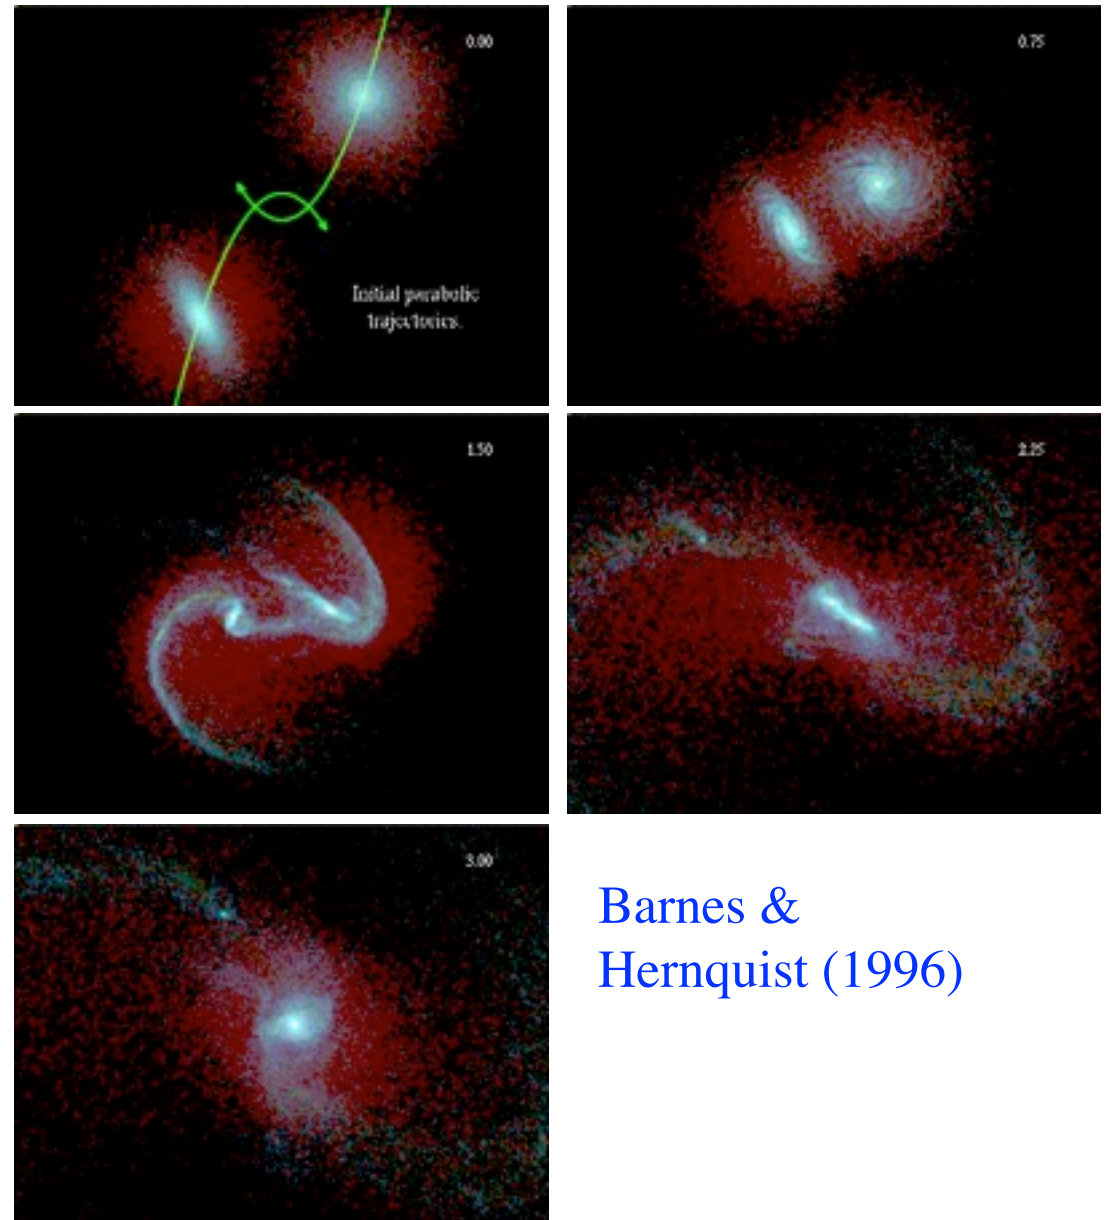 0.00
0.75
Initial parabolic
trajectories.
1.50
2.25
3.00
Barnes &
Hernquist (1996)